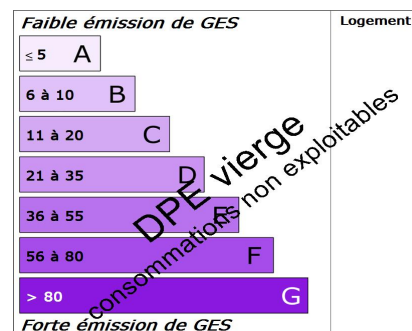 Faible émission de GES
Logement
≤ 5 A
6 à 10 B
11 à 20 C
21 à 35 D
36 à 55 E
56 à 80 F
> 80 G
Forte émission de GES
DPE vierge
consommations non exploitables